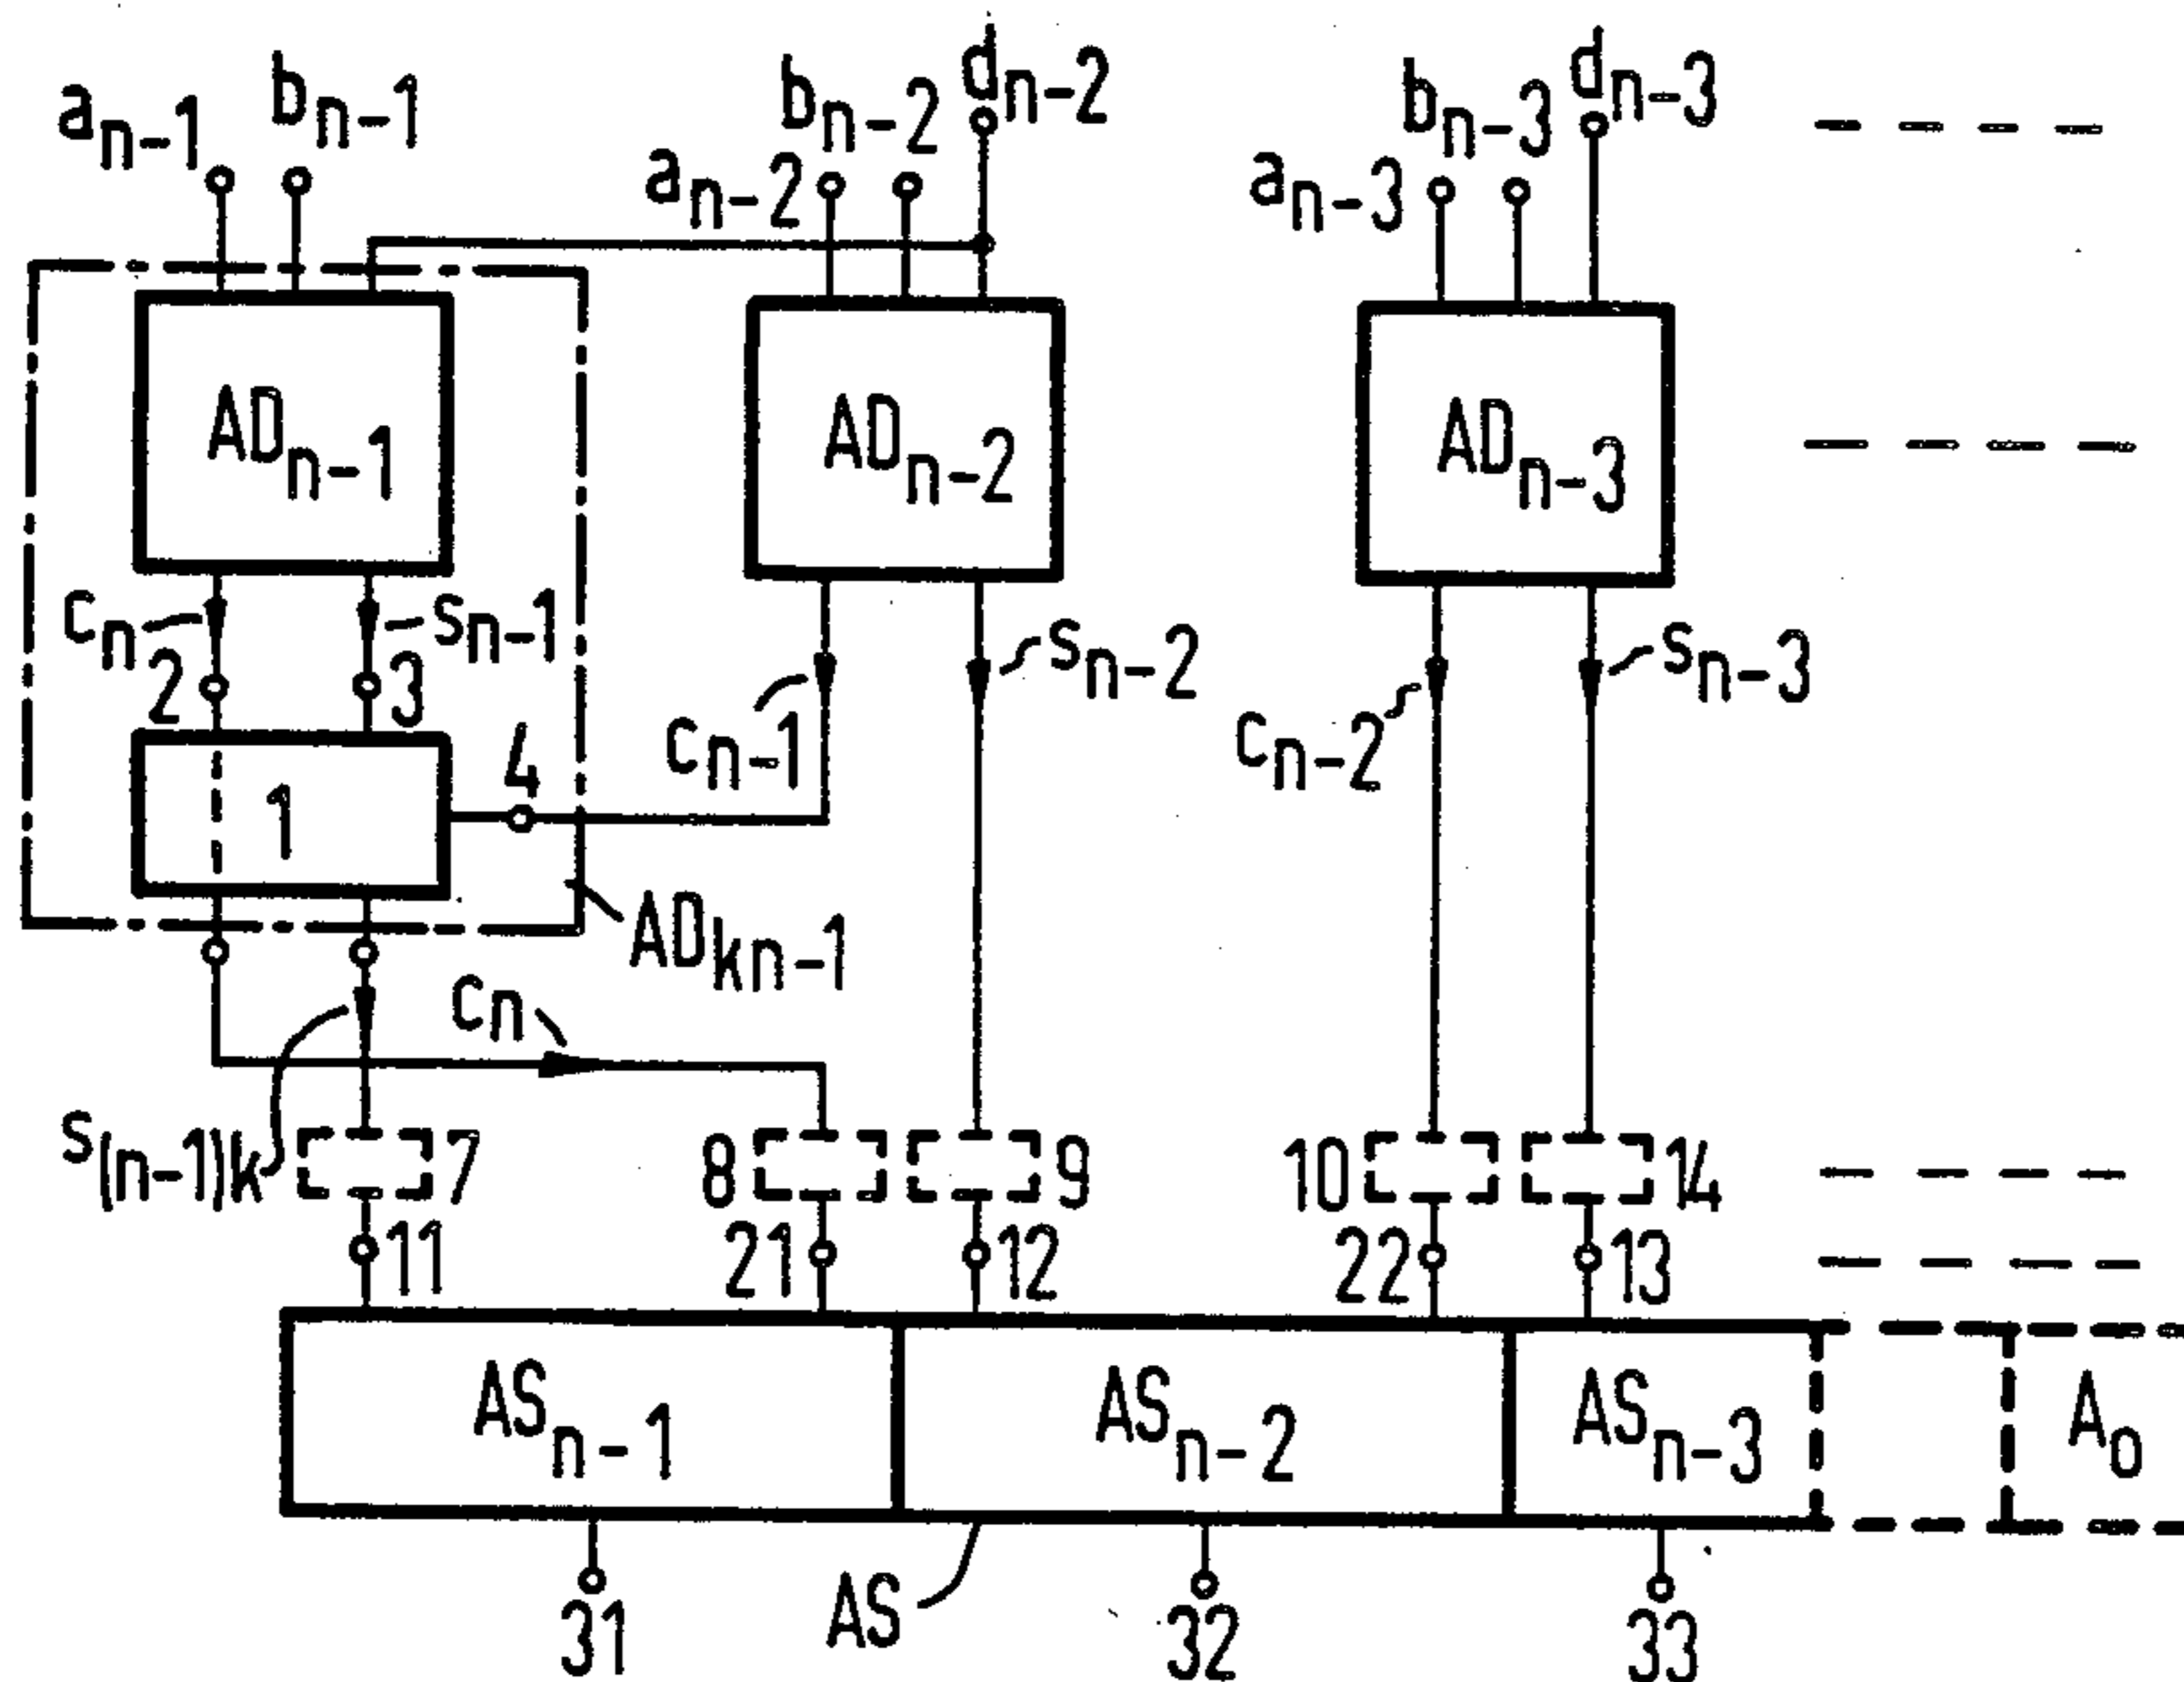 an-1 bn-1 an-2 bn-2 dn-2 an-3 bn-3 dn-3
ADn-1 ADn-2 ADn-3
cn sn-1 cn-1 sn-2 cn-2 sn-3
2 3
1 4
ADkn-1
cn
s(n-1)k 7 8 9 10 14
11 21 12 22 13
ASn-1 ASn-2 ASn-3 Ao
31 AS 32 33